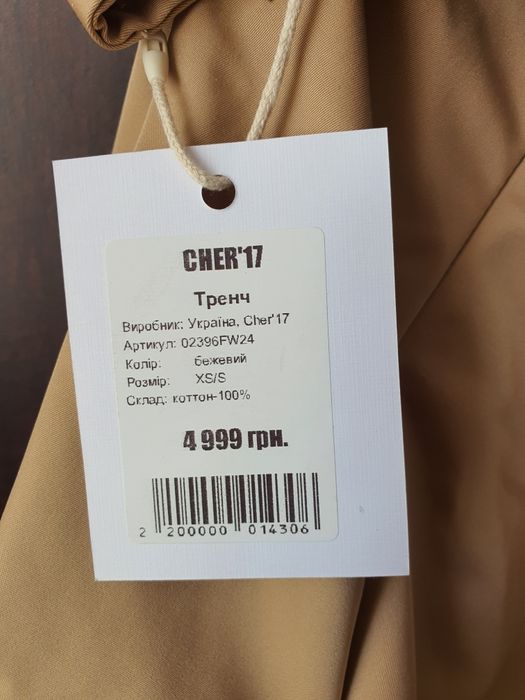 CHER'17
Тренч
Виробник: Україна, Cher'17
Артикул: 02396FW24
Колір: бежевий
Розмір: XS/S
Склад: коттон-100%
4 999 грн.
2 200000 014306